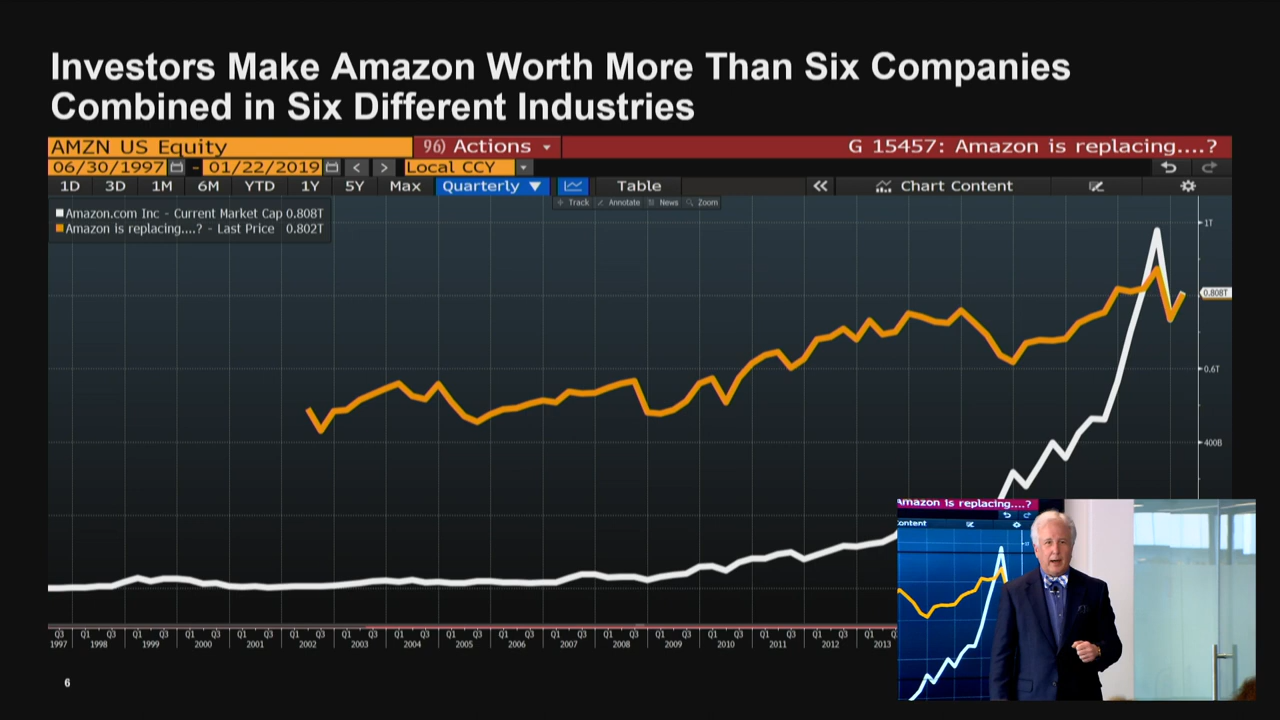 Investors Make Amazon Worth More Than Six Companies
Combined in Six Different Industries
AMZN US Equity 96) Actions G 15457: Amazon is replacing....?
06/30/1997 - 01/22/2019 < > Local CCY
1D 3D 1M 6M YTD 1Y 5Y Max Quarterly ▼ Table « Chart Content
+ Track Annotate News Zoom
Amazon.com Inc - Current Market Cap 0.808T
Amazon is replacing....? - Last Price 0.802T
1T
0.808T
0.6T
400B
Q3 Q1 Q3 Q1 Q3 Q1 Q3 Q1 Q3 Q1 Q3 Q1 Q3 Q1 Q3 Q1 Q3 Q1 Q3 Q1 Q3 Q1 Q3 Q1 Q3 Q1 Q3 Q1 Q3 Q1 Q3 Q1 Q3
1997 1998 1999 2000 2001 2002 2003 2004 2005 2006 2007 2008 2009 2010 2011 2012 2013
Amazon is replacing....?
ontent
6